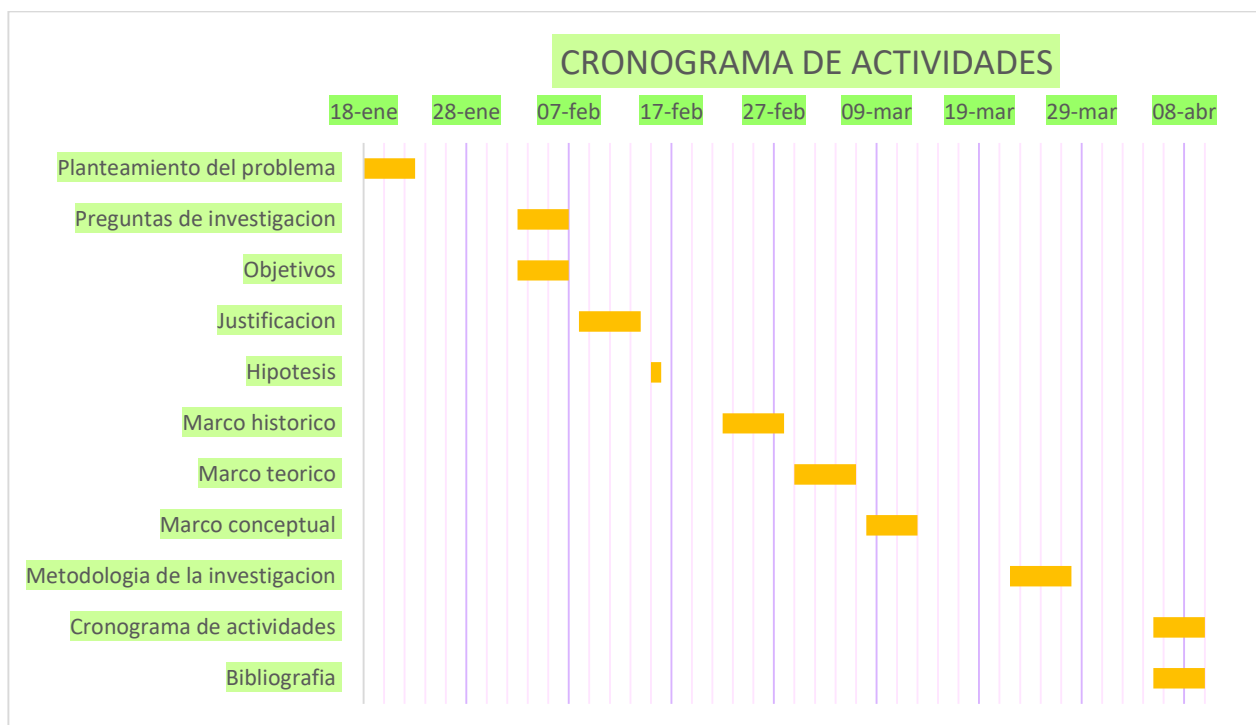 CRONOGRAMA DE ACTIVIDADES
18-ene 28-ene 07-feb 17-feb 27-feb 09-mar 19-mar 29-mar 08-abr
Planteamiento del problema
Preguntas de investigacion
Objetivos
Justificacion
Hipotesis
Marco historico
Marco teorico
Marco conceptual
Metodologia de la investigacion
Cronograma de actividades
Bibliografia